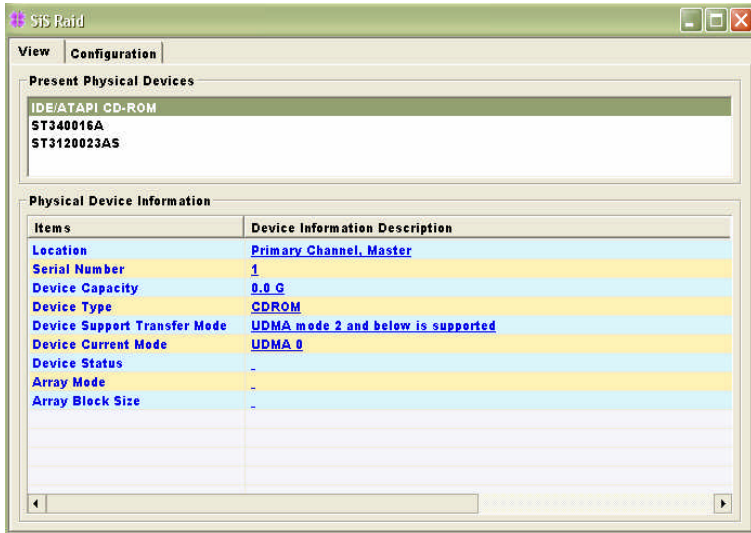 SiS Raid
View Configuration
Present Physical Devices
IDE/ATAPI CD-ROM
ST340016A
ST3120023AS
Physical Device Information
Items Device Information Description
Location Primary Channel, Master
Serial Number 1
Device Capacity 0.0 G
Device Type CDROM
Device Support Transfer Mode UDMA mode 2 and below is supported
Device Current Mode UDMA 0
Device Status -
Array Mode -
Array Block Size -